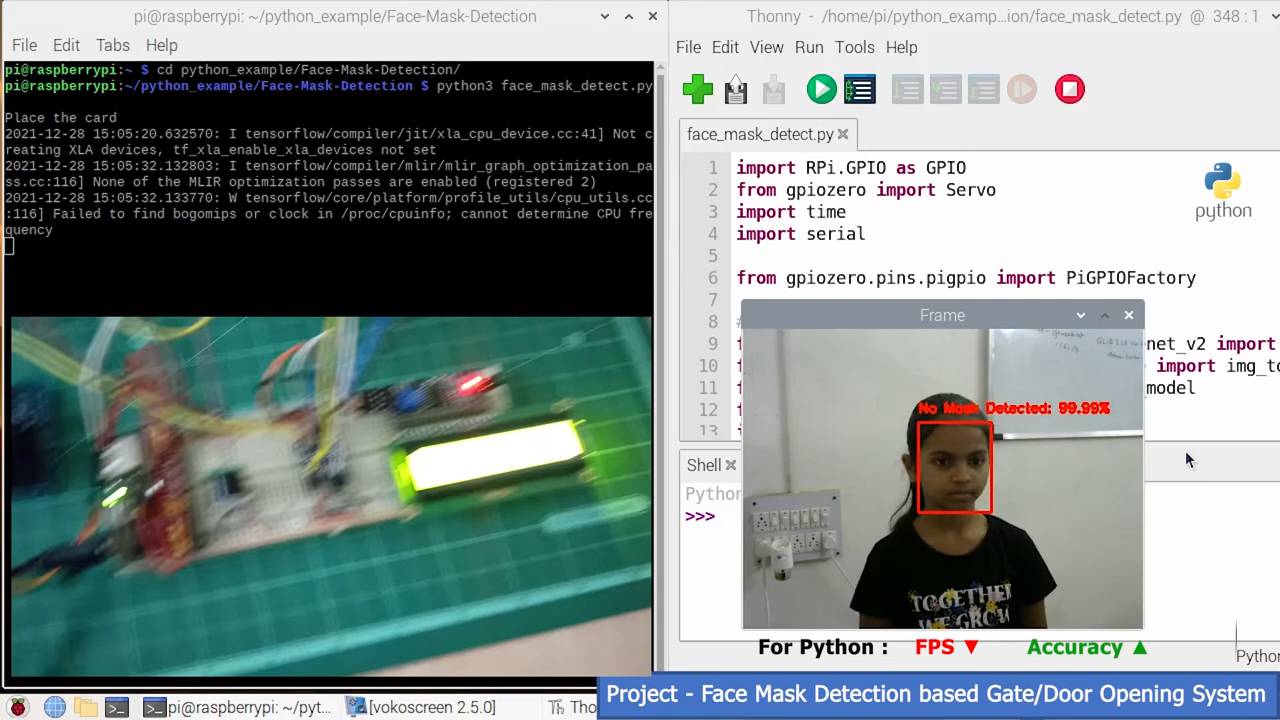 pi@raspberrypi: ~/python_example/Face-Mask-Detection
File Edit Tabs Help
pi@raspberrypi:~ $ cd python_example/Face-Mask-Detection/
pi@raspberrypi:~/python_example/Face-Mask-Detection $ python3 face_mask_detect.py
Place the card
2021-12-28 15:05:20.632570: I tensorflow/compiler/jit/xla_cpu_device.cc:41] Not c
reating XLA devices, tf_xla_enable_xla_devices not set
2021-12-28 15:05:32.132803: I tensorflow/compiler/mlir/mlir_graph_optimization_pa
ss.cc:116] None of the MLIR optimization passes are enabled (registered 2)
2021-12-28 15:05:32.133770: W tensorflow/core/platform/profile_utils/cpu_utils.cc
:116] Failed to find bogomips or clock in /proc/cpuinfo; cannot determine CPU fre
quency
Thonny - /home/pi/python_examp...ion/face_mask_detect.py @ 348 : 1
File Edit View Run Tools Help
face_mask_detect.py
1 import RPi.GPIO as GPIO
2 from gpiozero import Servo
3 import time
4 import serial
5
6 from gpiozero.pins.pigpio import PiGPIOFactory
7
8 #
9 f net_v2 import
10 f import img_to
11 f model
12
13
python
Frame
No Mask Detected: 99.99%
TOGETHER
WE GROW
Shell
Python
>>>
For Python : FPS ▼ Accuracy ▲
Python
Project - Face Mask Detection based Gate/Door Opening System
pi@raspberrypi: ~/pyt...
[vokoscreen 2.5.0]
Tho